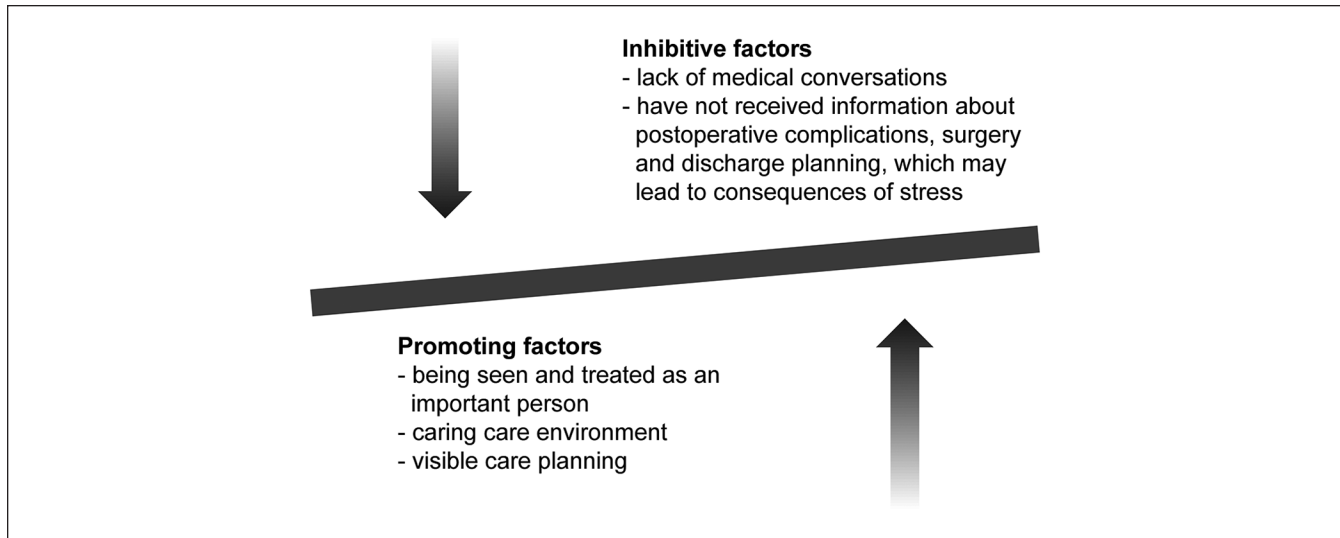 Inhibitive factors
- lack of medical conversations
- have not received information about
postoperative complications, surgery
and discharge planning, which may
lead to consequences of stress
Promoting factors
- being seen and treated as an
important person
- caring care environment
- visible care planning